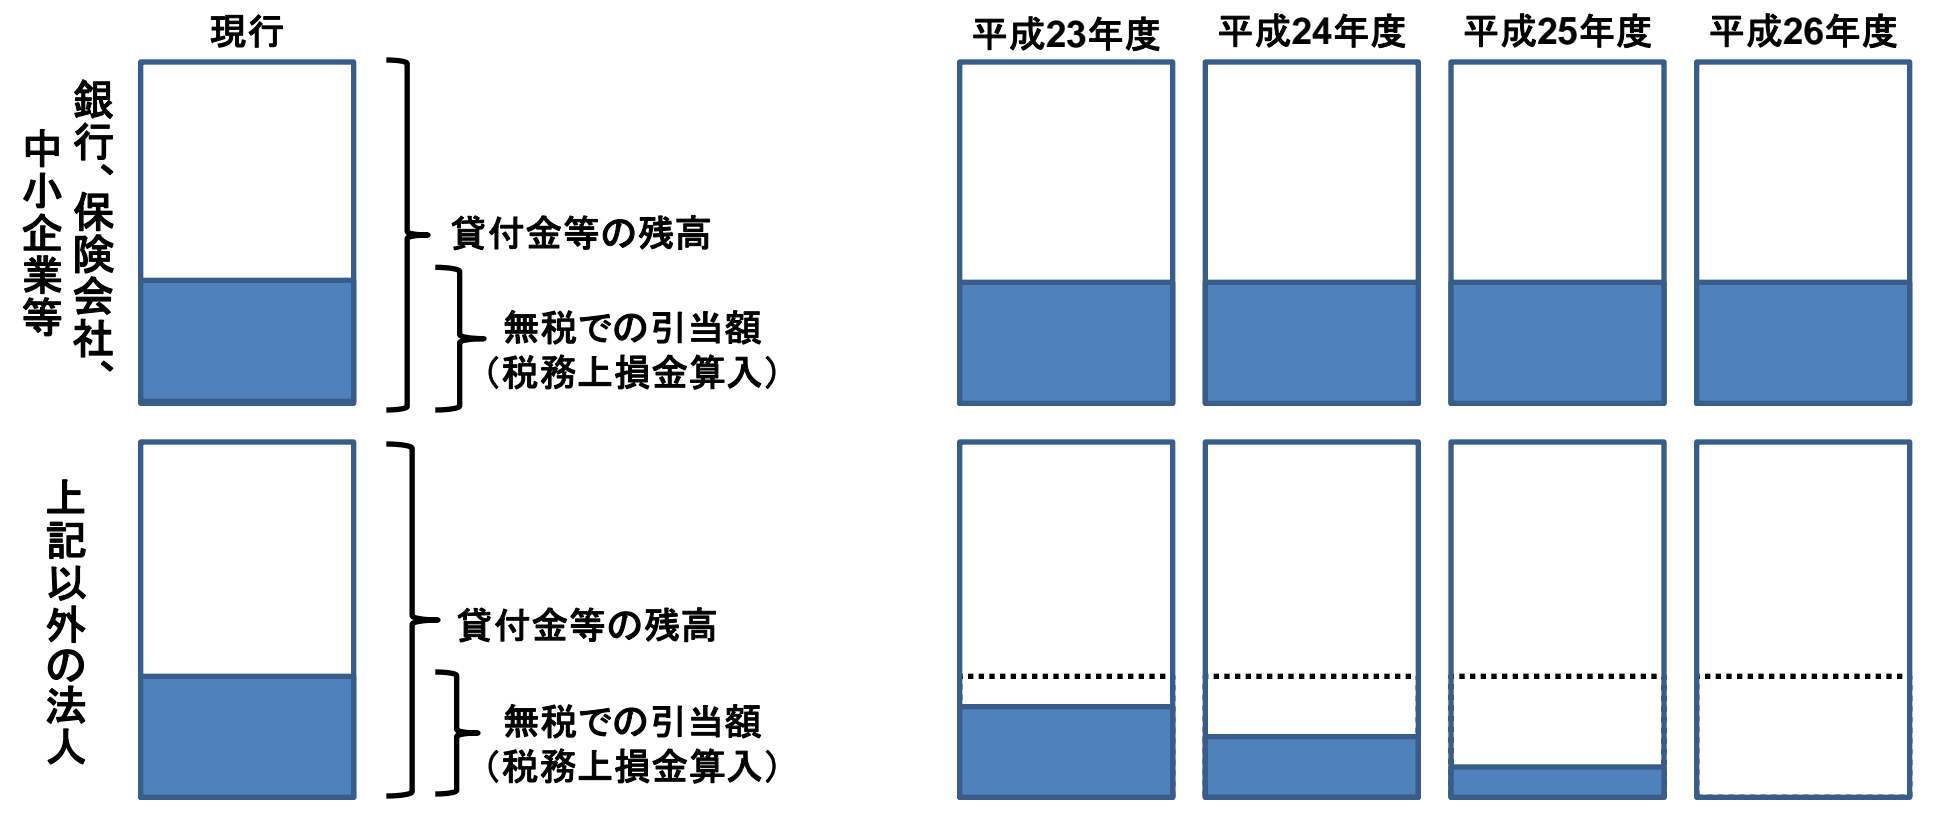 現行
平成23年度
平成24年度
平成25年度
平成26年度
銀行、保険会社、
中小企業等
貸付金等の残高
無税での引当額
（税務上損金算入）
上記以外の法人
貸付金等の残高
無税での引当額
（税務上損金算入）